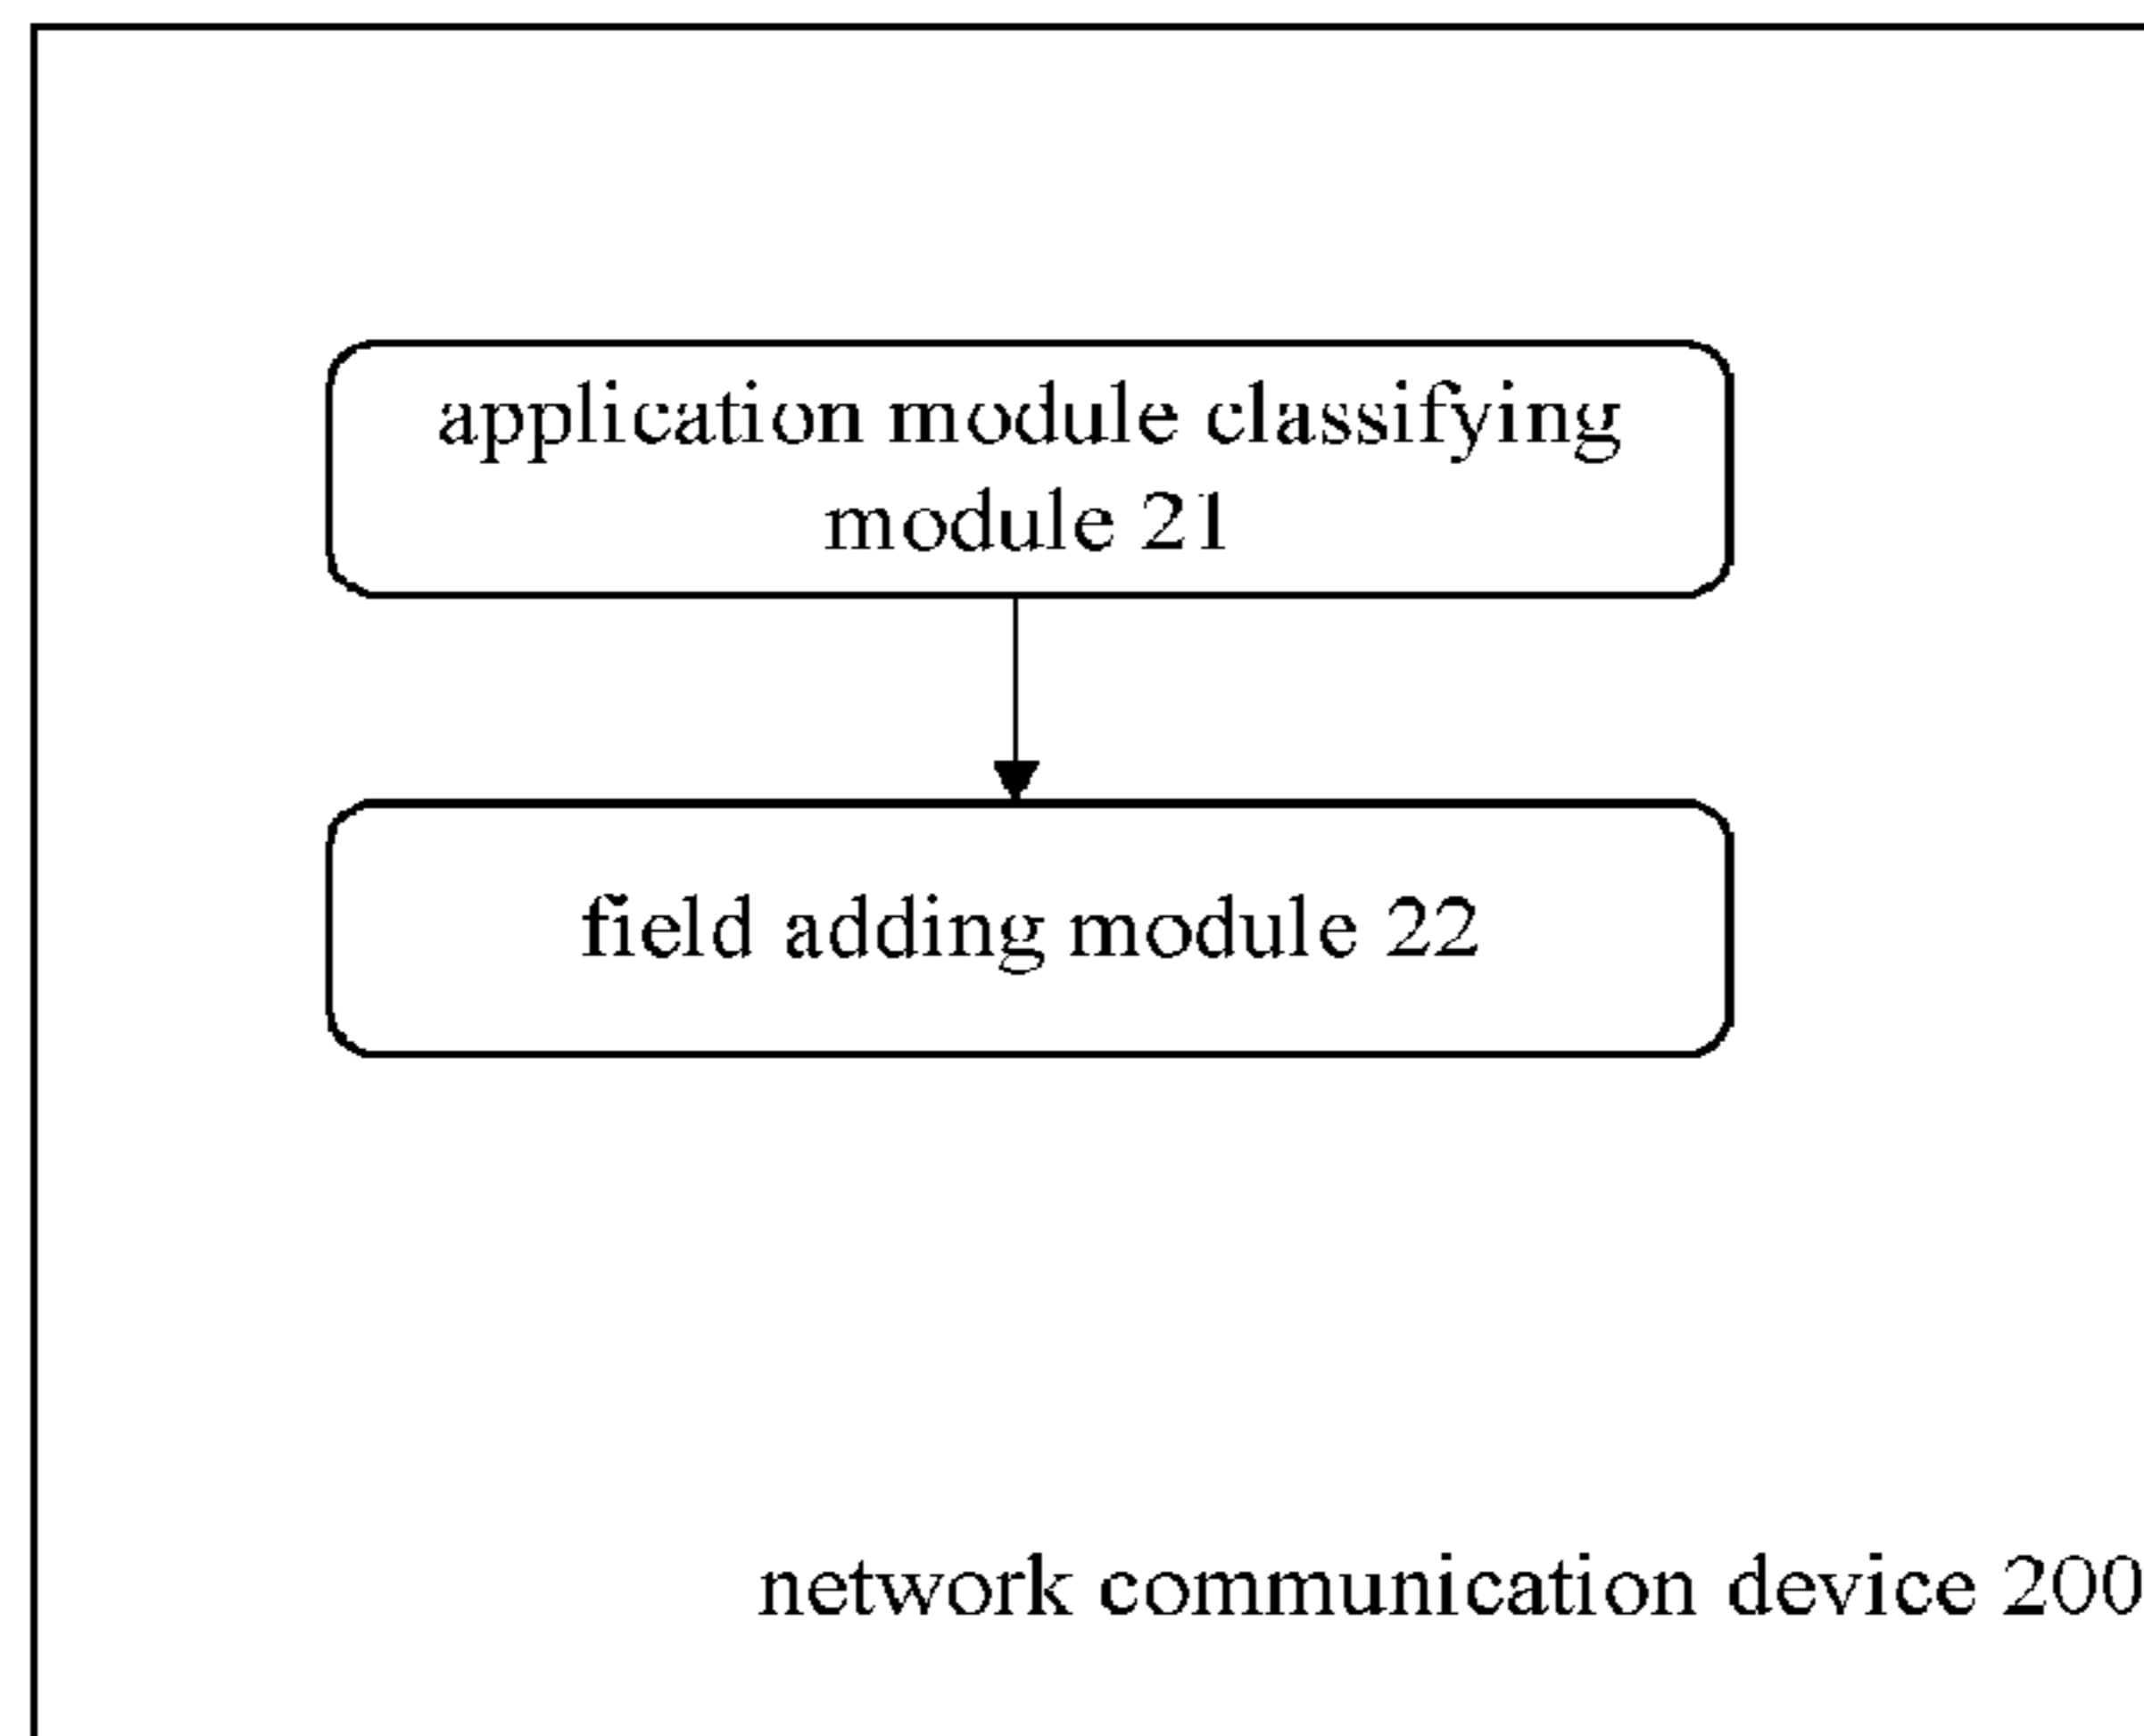 application module classifying
module 21
field adding module 22
network communication device 200